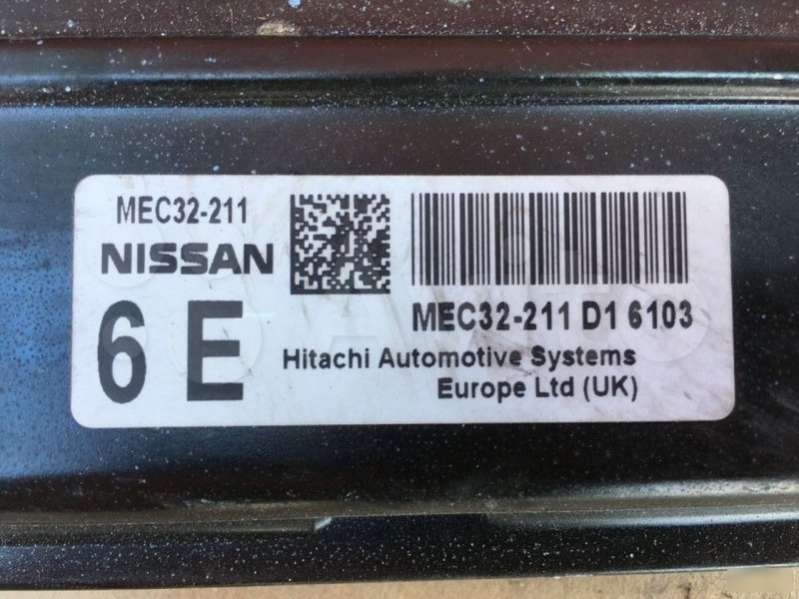 MEC32-211
NISSAN
6 E
MEC32-211 D1 6103
Hitachi Automotive Systems
Europe Ltd (UK)